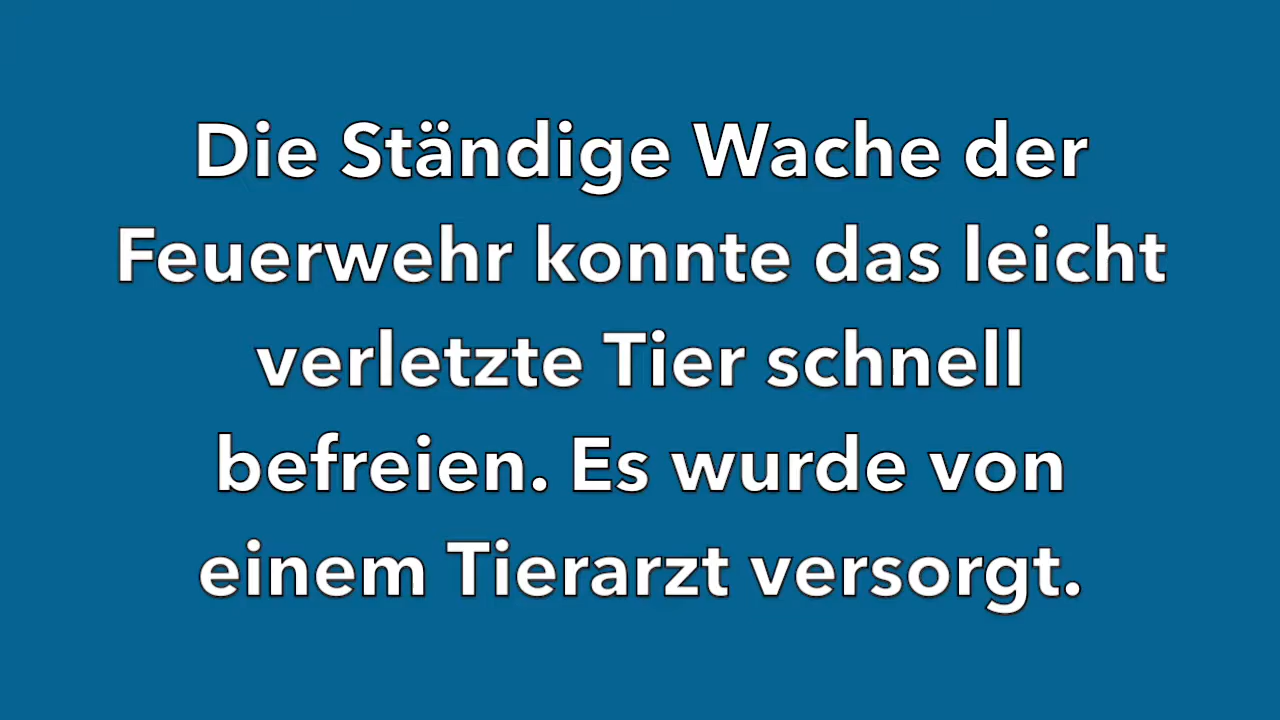 Die Ständige Wache der
Feuerwehr konnte das leicht
verletzte Tier schnell
befreien. Es wurde von
einem Tierarzt versorgt.